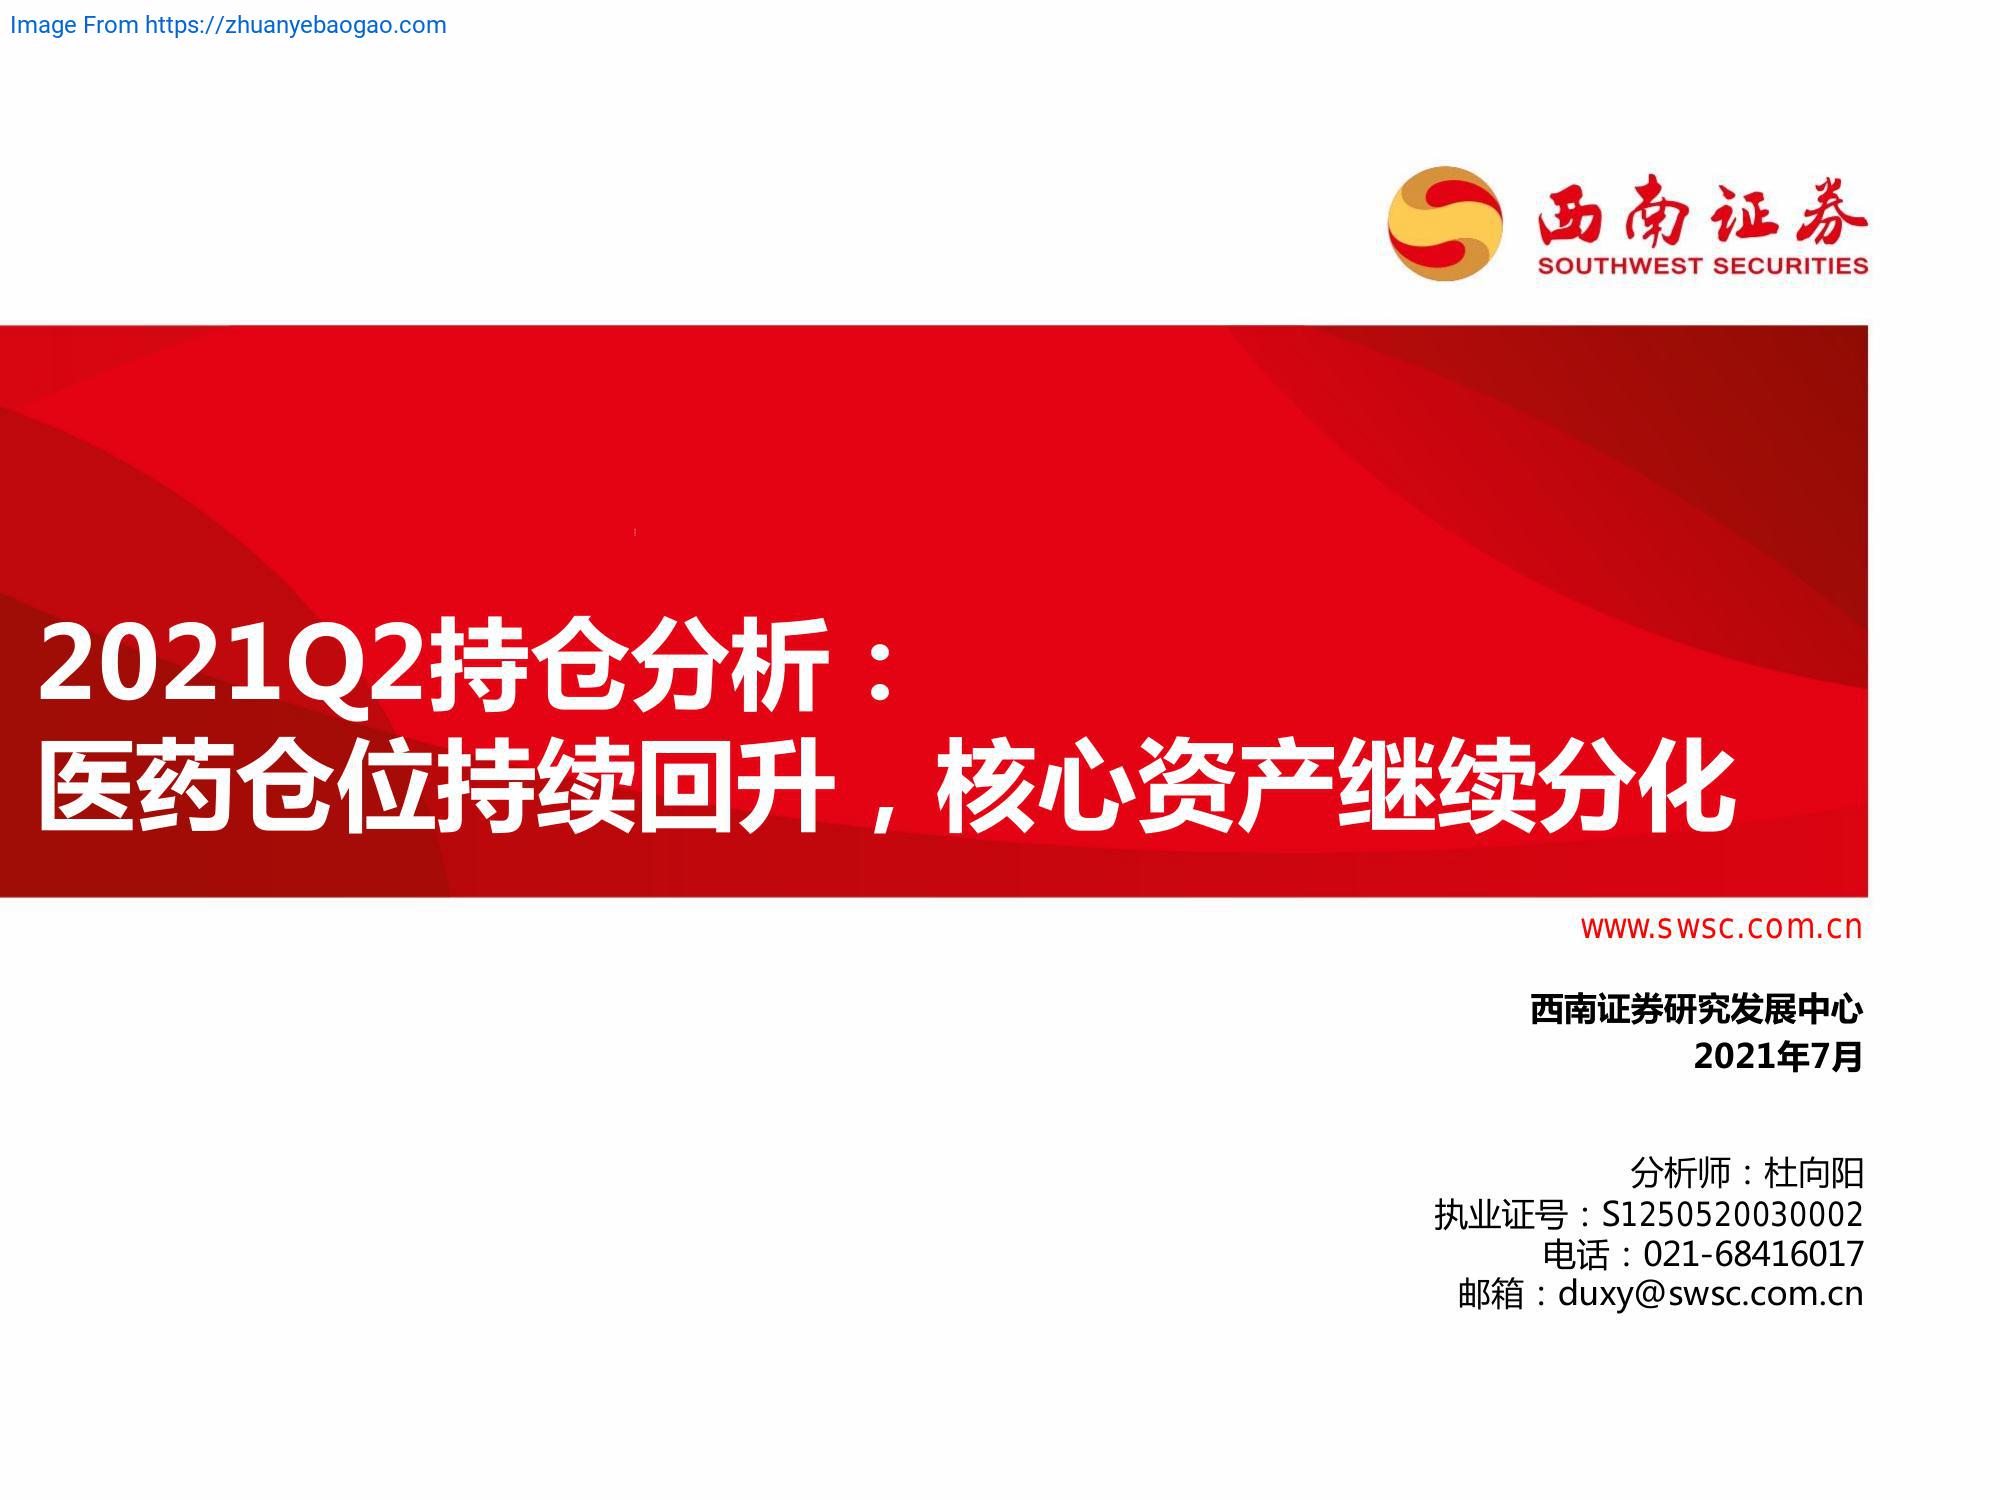 Image From https://zhuanyebaogao.com
西南证券
SOUTHWEST SECURITIES
2021Q2持仓分析：
医药仓位持续回升，核心资产继续分化
www.swsc.com.cn
西南证券研究发展中心
2021年7月
分析师：杜向阳
执业证号：S1250520030002
电话：021-68416017
邮箱：duxy@swsc.com.cn